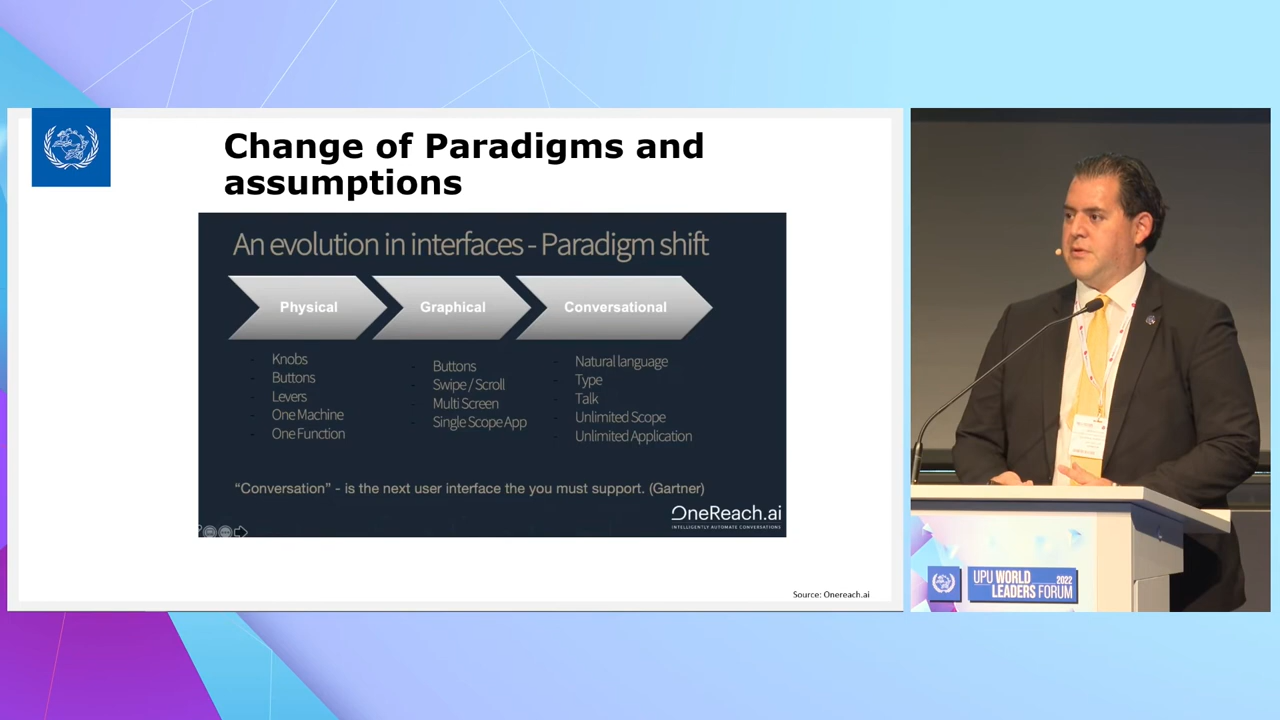 Change of Paradigms and
assumptions
An evolution in interfaces - Paradigm shift
Physical
Graphical
Conversational
- Knobs
- Buttons
- Levers
- One Machine
- One Function
- Buttons
- Swipe / Scroll
- Multi Screen
- Single Scope App
- Natural language
- Type
- Talk
- Unlimited Scope
- Unlimited Application
“Conversation” - is the next user interface the you must support. (Gartner)
OneReach.ai
INTELLIGENTLY AUTOMATE CONVERSATIONS
Source: Onereach.ai
UPU WORLD 2022
LEADERS FORUM